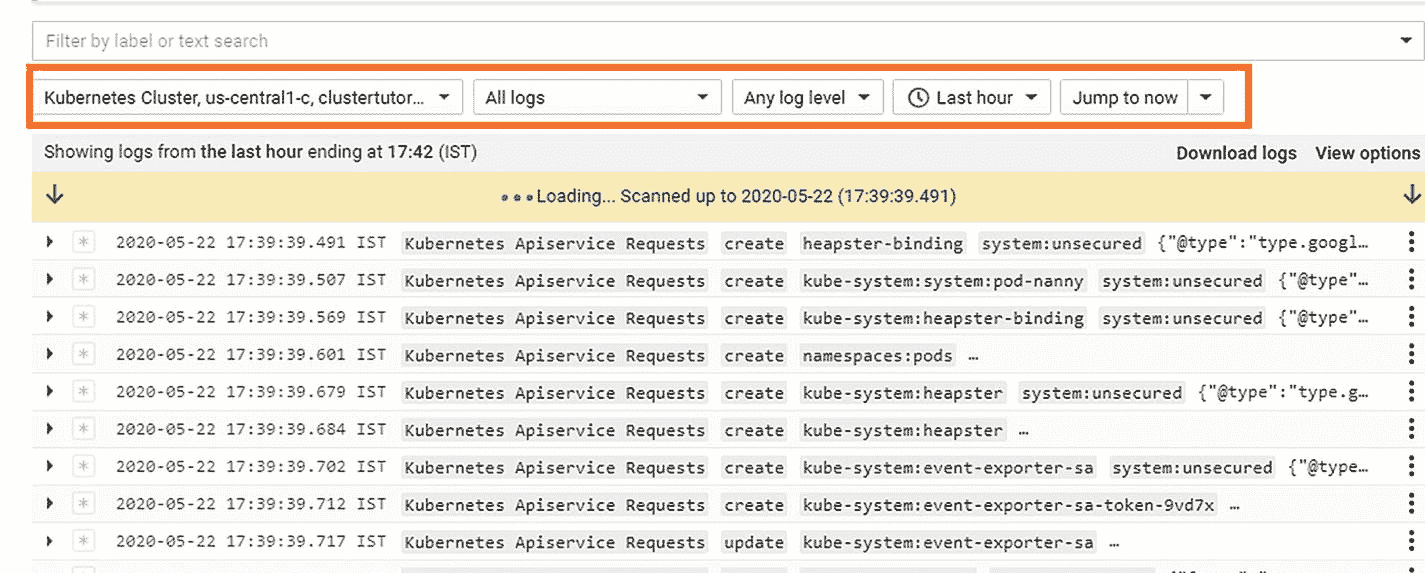 Filter by label or text search
Kubernetes Cluster, us-central1-c, clustertutor... All logs Any log level Last hour Jump to now
Showing logs from the last hour ending at 17:42 (IST) Download logs View options
Loading... Scanned up to 2020-05-22 (17:39:39.491)
* 2020-05-22 17:39:39.491 IST Kubernetes Apiservice Requests create heapster-binding system:unsecured {"@type":"type.googl…
* 2020-05-22 17:39:39.507 IST Kubernetes Apiservice Requests create kube-system:system:pod-nanny system:unsecured {"@type"…
* 2020-05-22 17:39:39.569 IST Kubernetes Apiservice Requests create kube-system:heapster-binding system:unsecured {"@type"…
* 2020-05-22 17:39:39.601 IST Kubernetes Apiservice Requests create namespaces:pods …
* 2020-05-22 17:39:39.679 IST Kubernetes Apiservice Requests create kube-system:heapster system:unsecured {"@type":"type.g…
* 2020-05-22 17:39:39.684 IST Kubernetes Apiservice Requests create kube-system:heapster …
* 2020-05-22 17:39:39.702 IST Kubernetes Apiservice Requests create kube-system:event-exporter-sa system:unsecured {"@type…
* 2020-05-22 17:39:39.712 IST Kubernetes Apiservice Requests create kube-system:event-exporter-sa-token-9vd7x …
* 2020-05-22 17:39:39.717 IST Kubernetes Apiservice Requests update kube-system:event-exporter-sa …